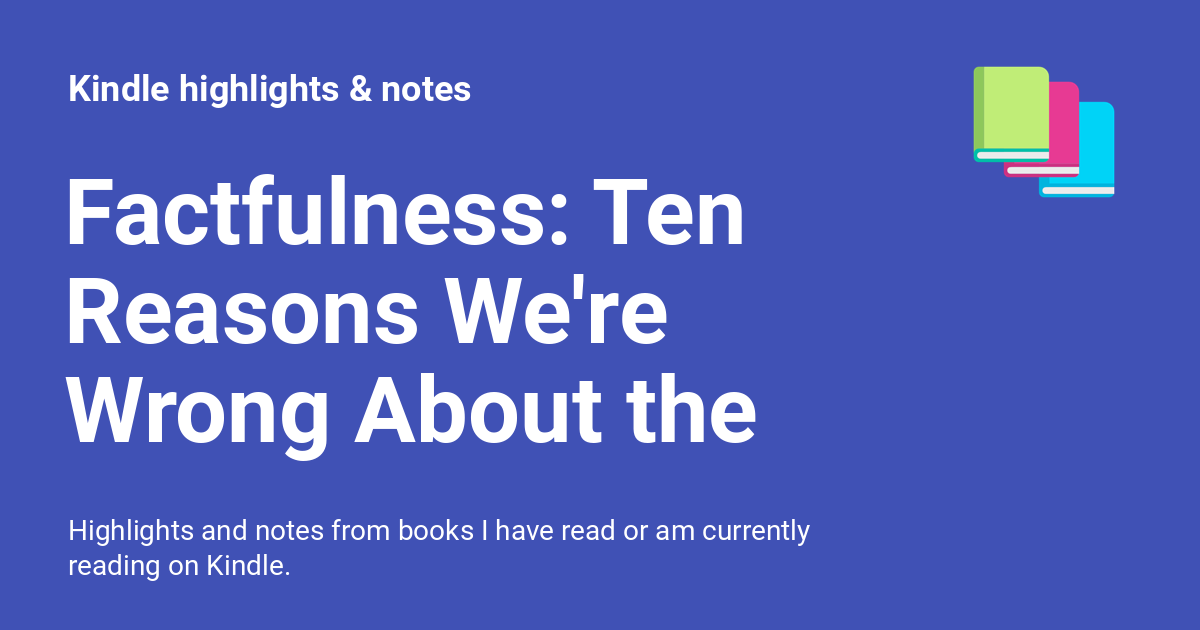 Kindle highlights & notes
Factfulness: Ten
Reasons We're
Wrong About the
Highlights and notes from books I have read or am currently
reading on Kindle.